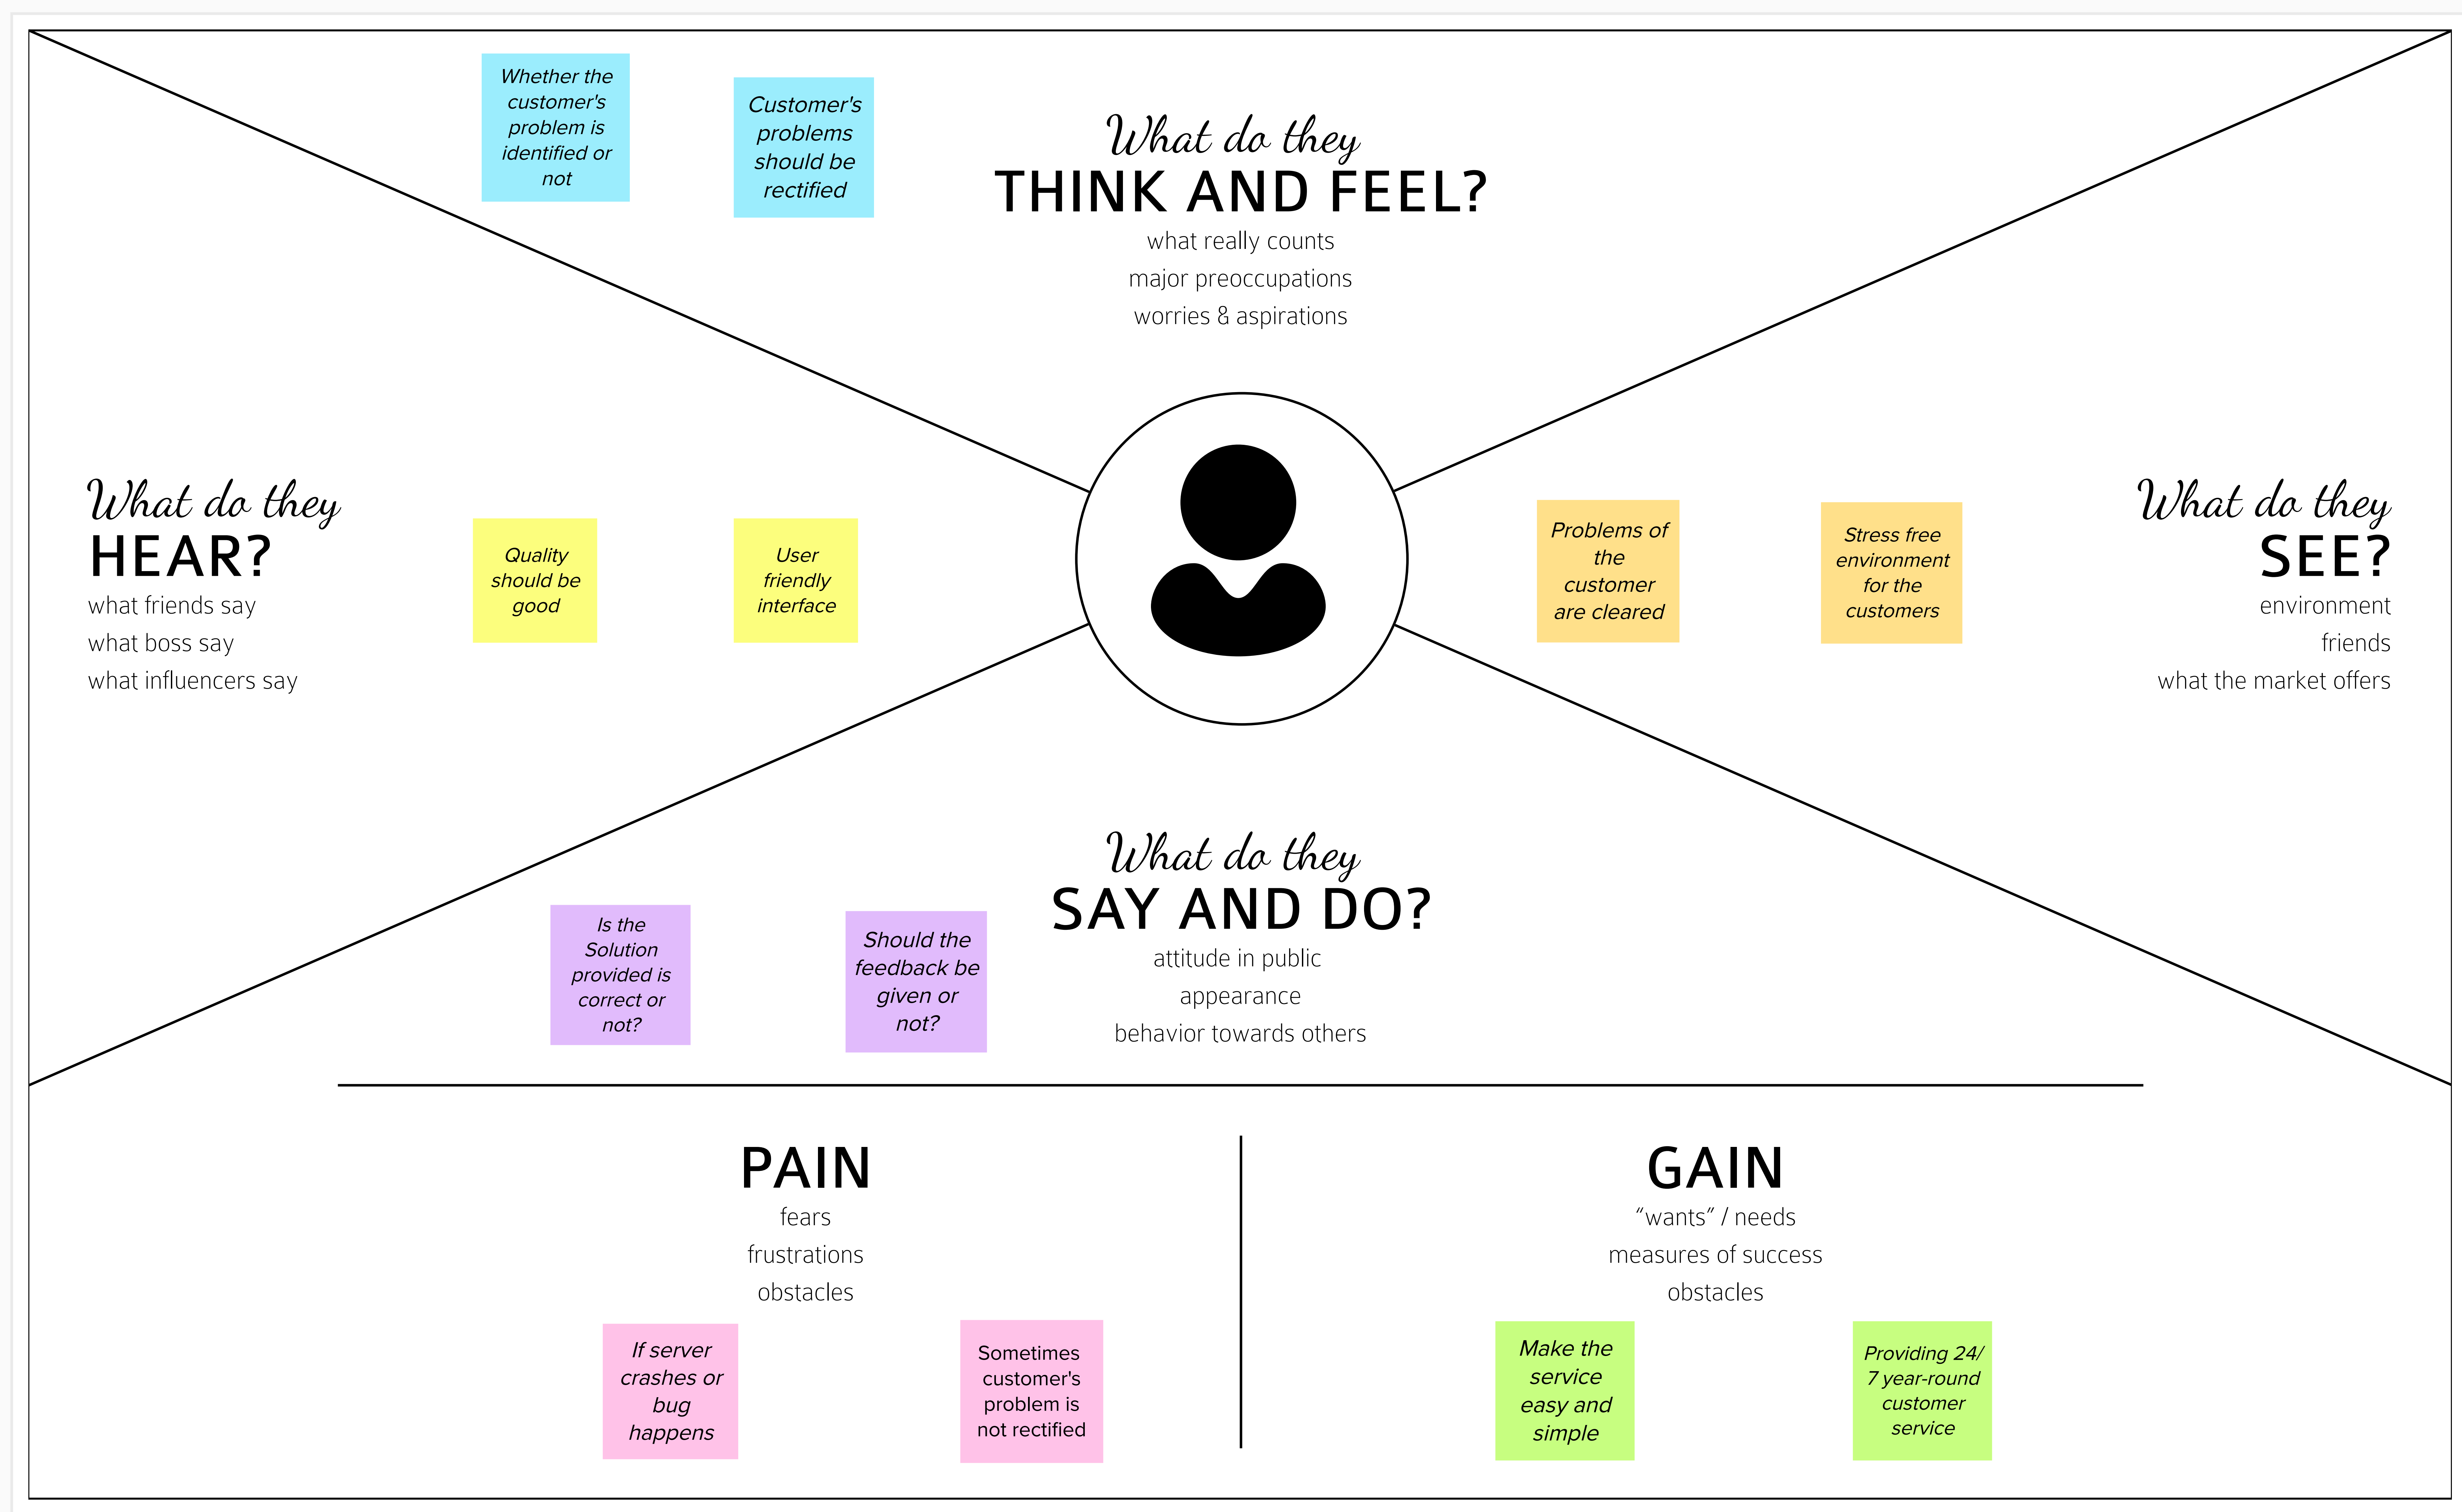 Whether the
customer's
problem is
identified or
not
Customer's
problems
should be
rectified
What do they
THINK AND FEEL?
what really counts
major preoccupations
worries & aspirations
What do they
HEAR?
what friends say
what boss say
what influencers say
Quality
should be
good
User
friendly
interface
Problems of
the
customer
are cleared
Stress free
environment
for the
customers
What do they
SEE?
environment
friends
what the market offers
What do they
SAY AND DO?
attitude in public
appearance
behavior towards others
Is the
Solution
provided is
correct or
not?
Should the
feedback be
given or
not?
PAIN
fears
frustrations
obstacles
If server
crashes or
bug
happens
Sometimes
customer's
problem is
not rectified
GAIN
“wants” / needs
measures of success
obstacles
Make the
service
easy and
simple
Providing 24/
7 year-round
customer
service